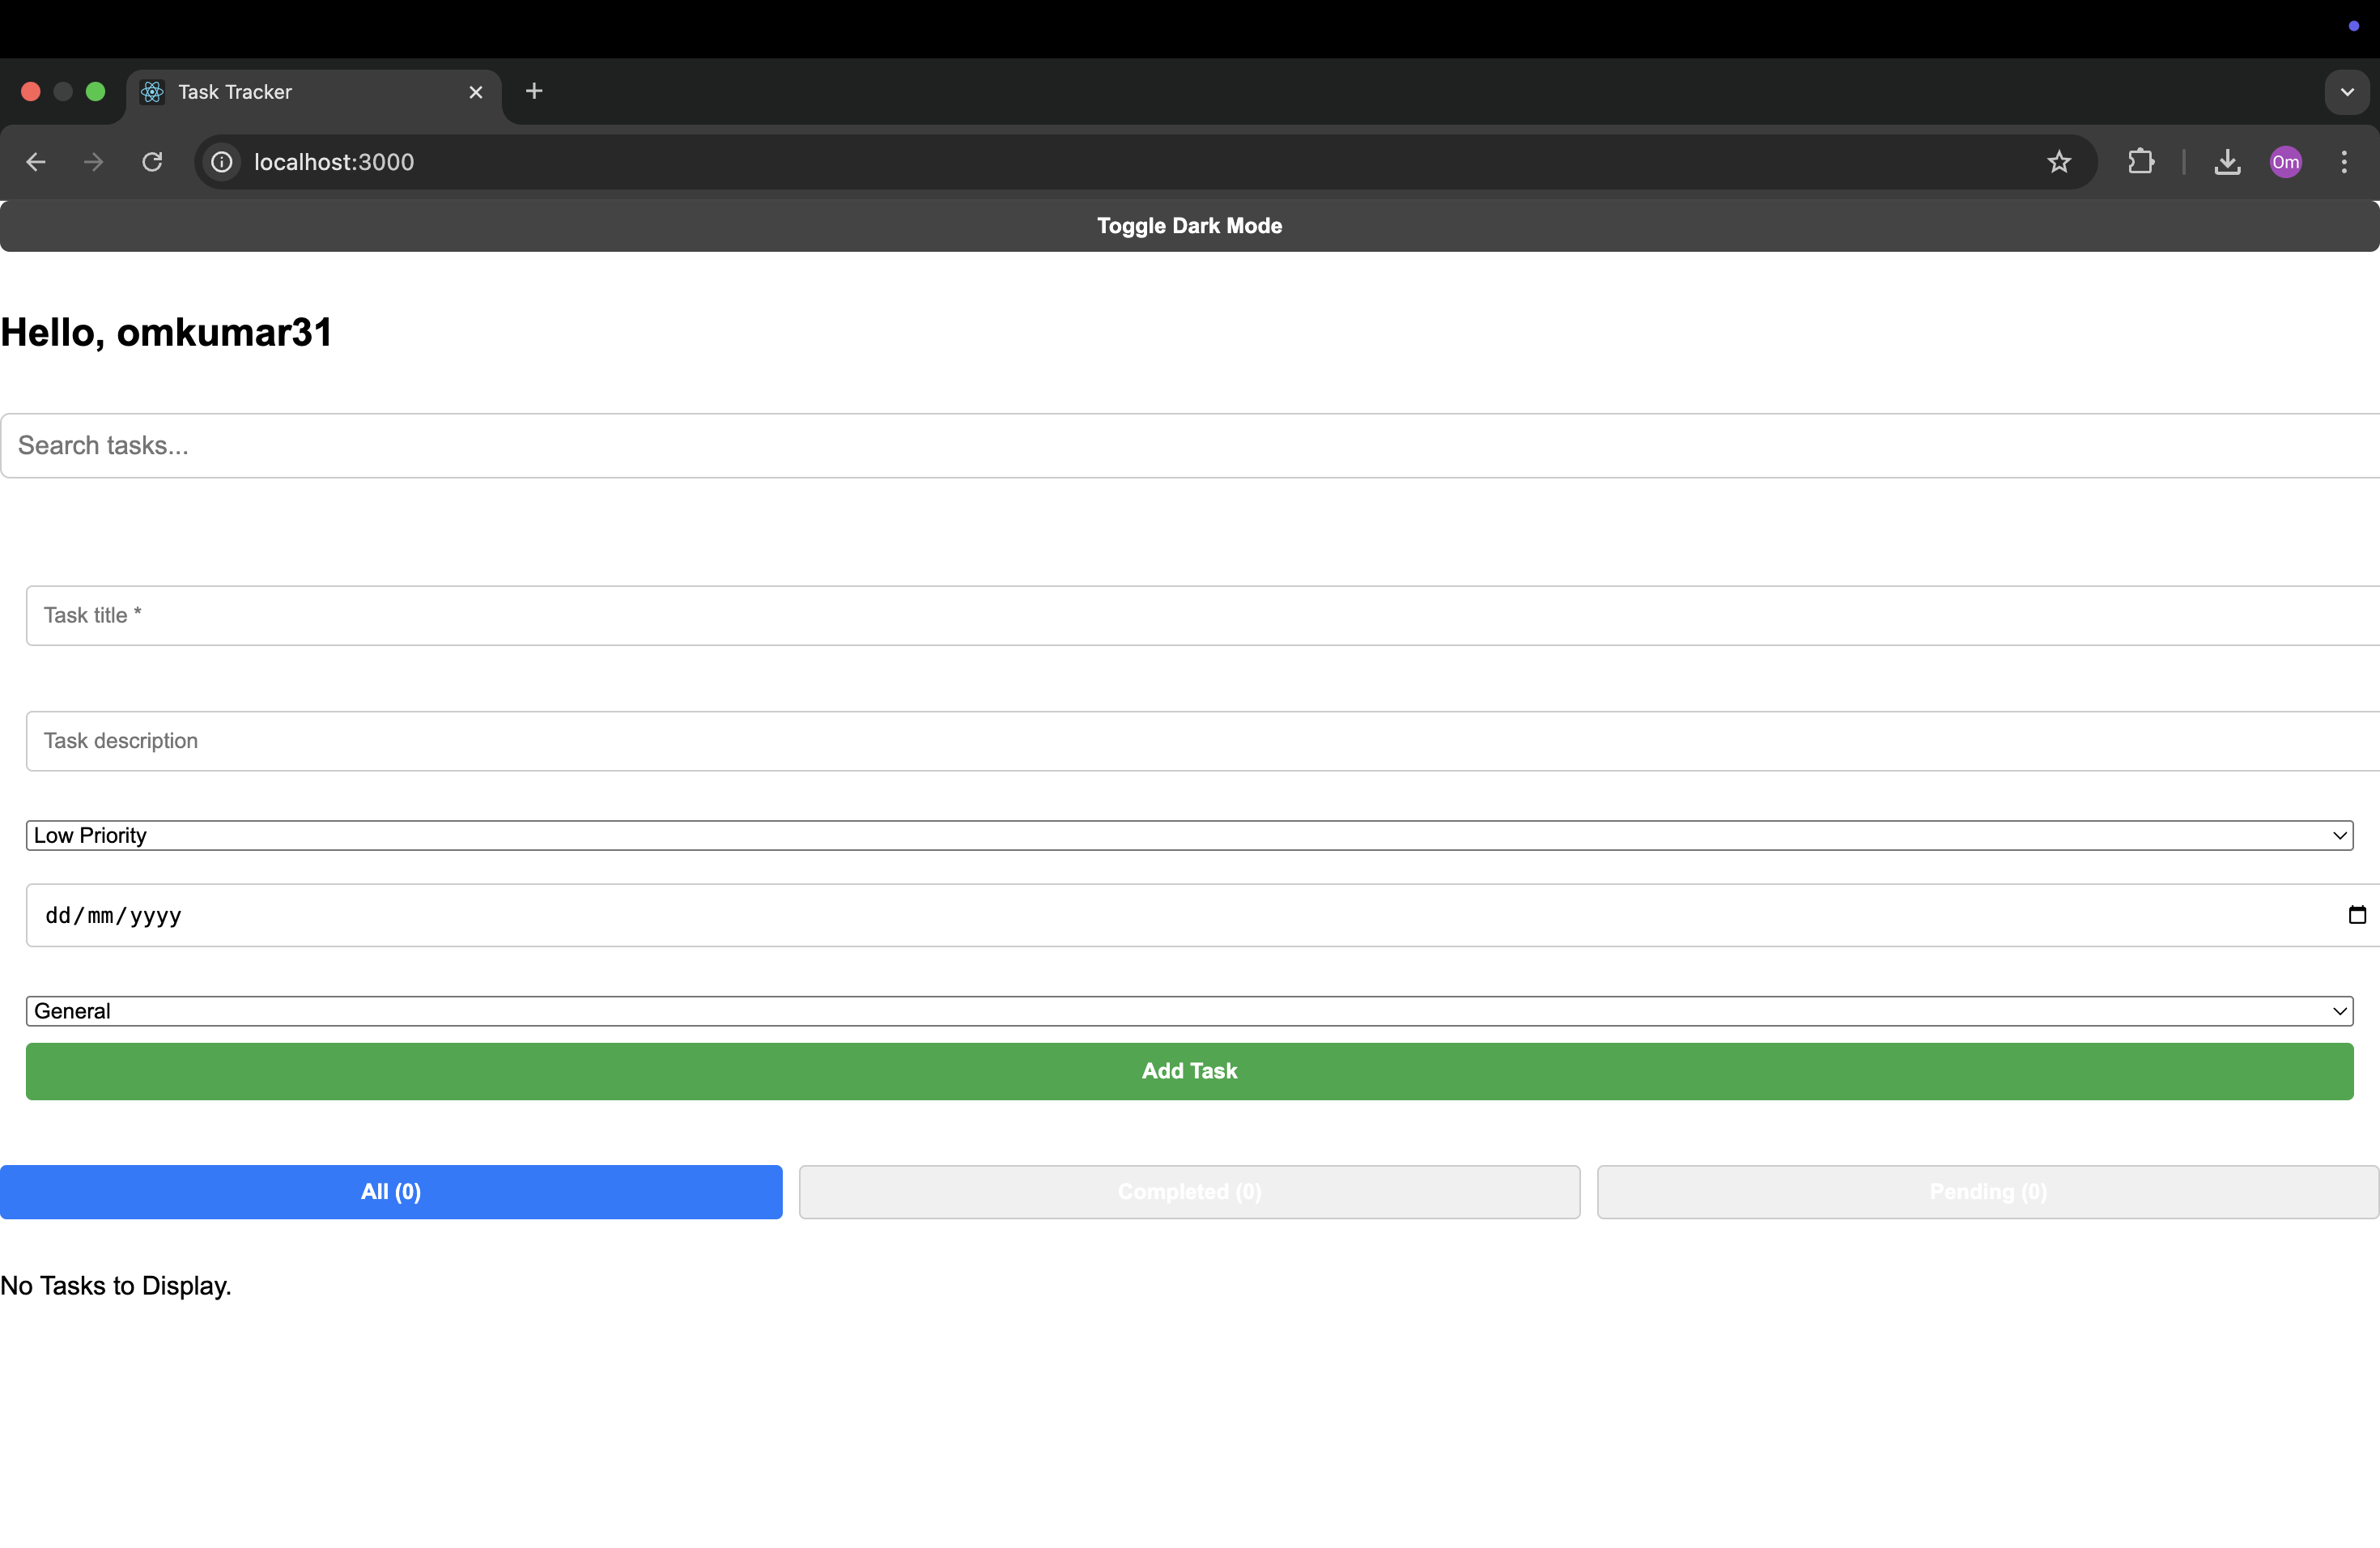 Task Tracker
localhost:3000
Om
Toggle Dark Mode
Hello, omkumar31
Search tasks...
Task title *
Task description
Low Priority
dd/mm/yyyy
General
Add Task
All (0) Completed (0) Pending (0)
No Tasks to Display.